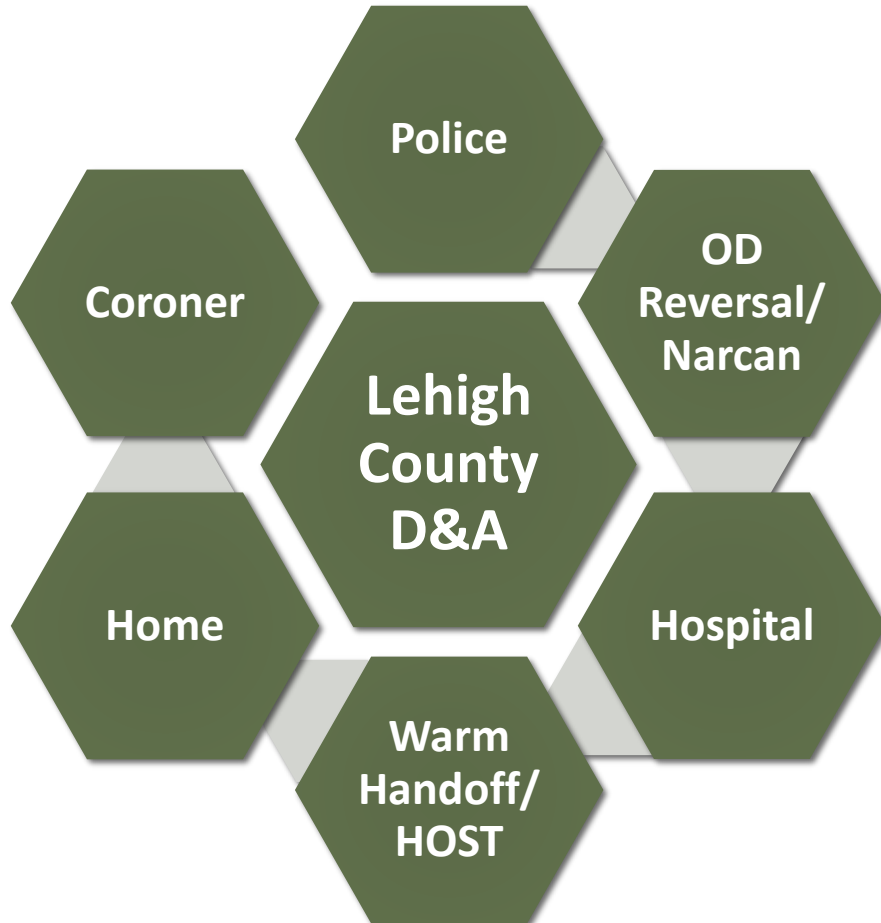 Police
OD
Reversal/
Narcan
Coroner
Lehigh
County
D&A
Home
Hospital
Warm
Handoff/
HOST